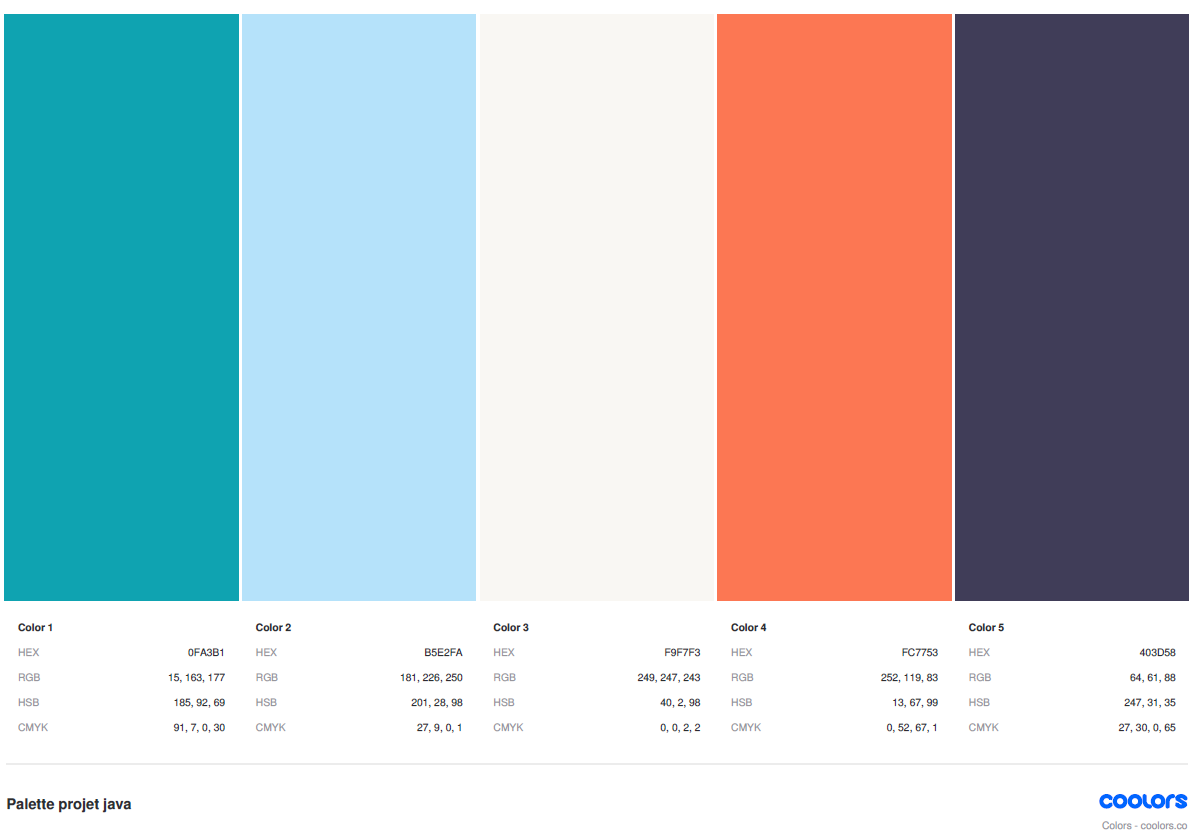 Color 1
HEX 0FA3B1
RGB 15, 163, 177
HSB 185, 92, 69
CMYK 91, 7, 0, 30
Color 2
HEX B5E2FA
RGB 181, 226, 250
HSB 201, 28, 98
CMYK 27, 9, 0, 1
Color 3
HEX F9F7F3
RGB 249, 247, 243
HSB 40, 2, 98
CMYK 0, 0, 2, 2
Color 4
HEX FC7753
RGB 252, 119, 83
HSB 13, 67, 99
CMYK 0, 52, 67, 1
Color 5
HEX 403D58
RGB 64, 61, 88
HSB 247, 31, 35
CMYK 27, 30, 0, 65
Palette projet java
coolors
Colors - coolors.co